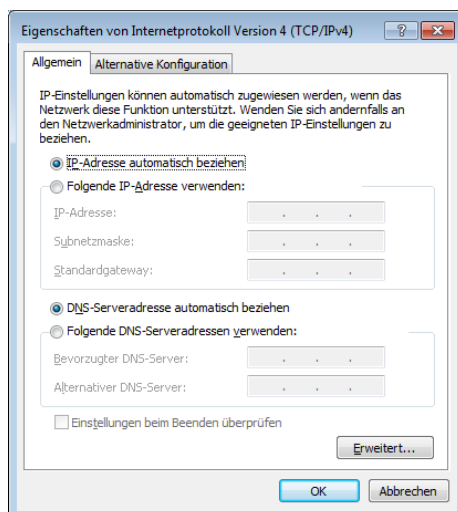 Eigenschaften von Internetprotokoll Version 4 (TCP/IPv4)
Allgemein
Alternative Konfiguration
IP-Einstellungen können automatisch zugewiesen werden, wenn das
Netzwerk diese Funktion unterstützt. Wenden Sie sich andernfalls an
den Netzwerkadministrator, um die geeigneten IP-Einstellungen zu
beziehen.
IP-Adresse automatisch beziehen
Folgende IP-Adresse verwenden:
IP-Adresse:
Subnetzmaske:
Standardgateway:
DNS-Serveradresse automatisch beziehen
Folgende DNS-Serveradressen verwenden:
Bevorzugter DNS-Server:
Alternativer DNS-Server:
Einstellungen beim Beenden überprüfen
Erweitert...
OK
Abbrechen